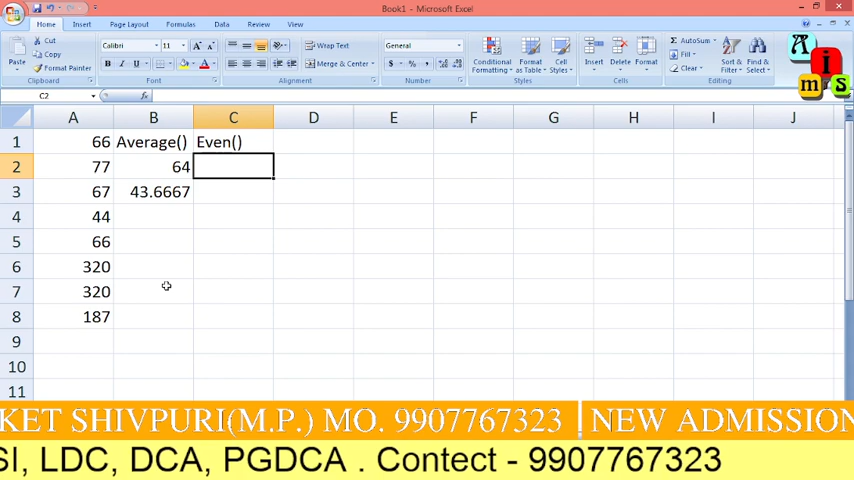 Book1 - Microsoft Excel
Home Insert Page Layout Formulas Data Review View
Paste Cut Copy Format Painter Clipboard
Calibri 11 A A B I U A Font
Wrap Text Merge & Center Alignment
General $ % , Number
Conditional Formatting Format as Table Cell Styles Styles
Insert Delete Format Cells
Σ AutoSum Fill Clear Sort & Filter Find & Select Editing
A i m s
C2 fx
A B C D E F G H I J
1 66 Average() Even()
2 77 64
3 67 43.6667
4 44
5 66
6 320
7 320
8 187
9
10
11
KET SHIVPURI(M.P.) MO. 9907767323 NEW ADMISSION
SI, LDC, DCA, PGDCA . Contect - 9907767323